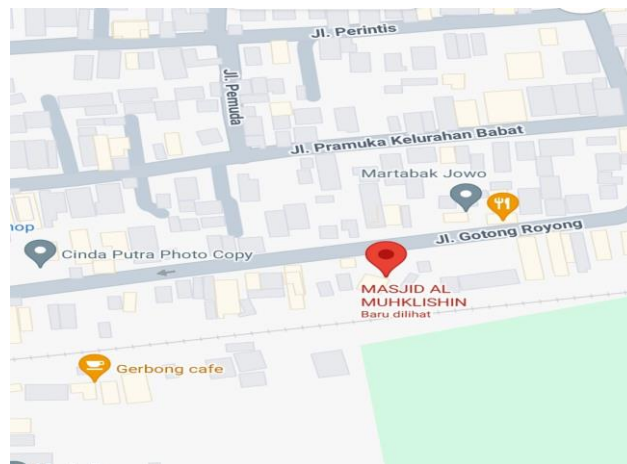 Jl. Perintis
Jl. Pemuda
Jl. Pramuka Kelurahan Babat
Martabak Jowo
hop
Jl. Gotong Royong
Cinda Putra Photo Copy
MASJID AL
MUHKLISHIN
Baru dilihat
Gerbong cafe